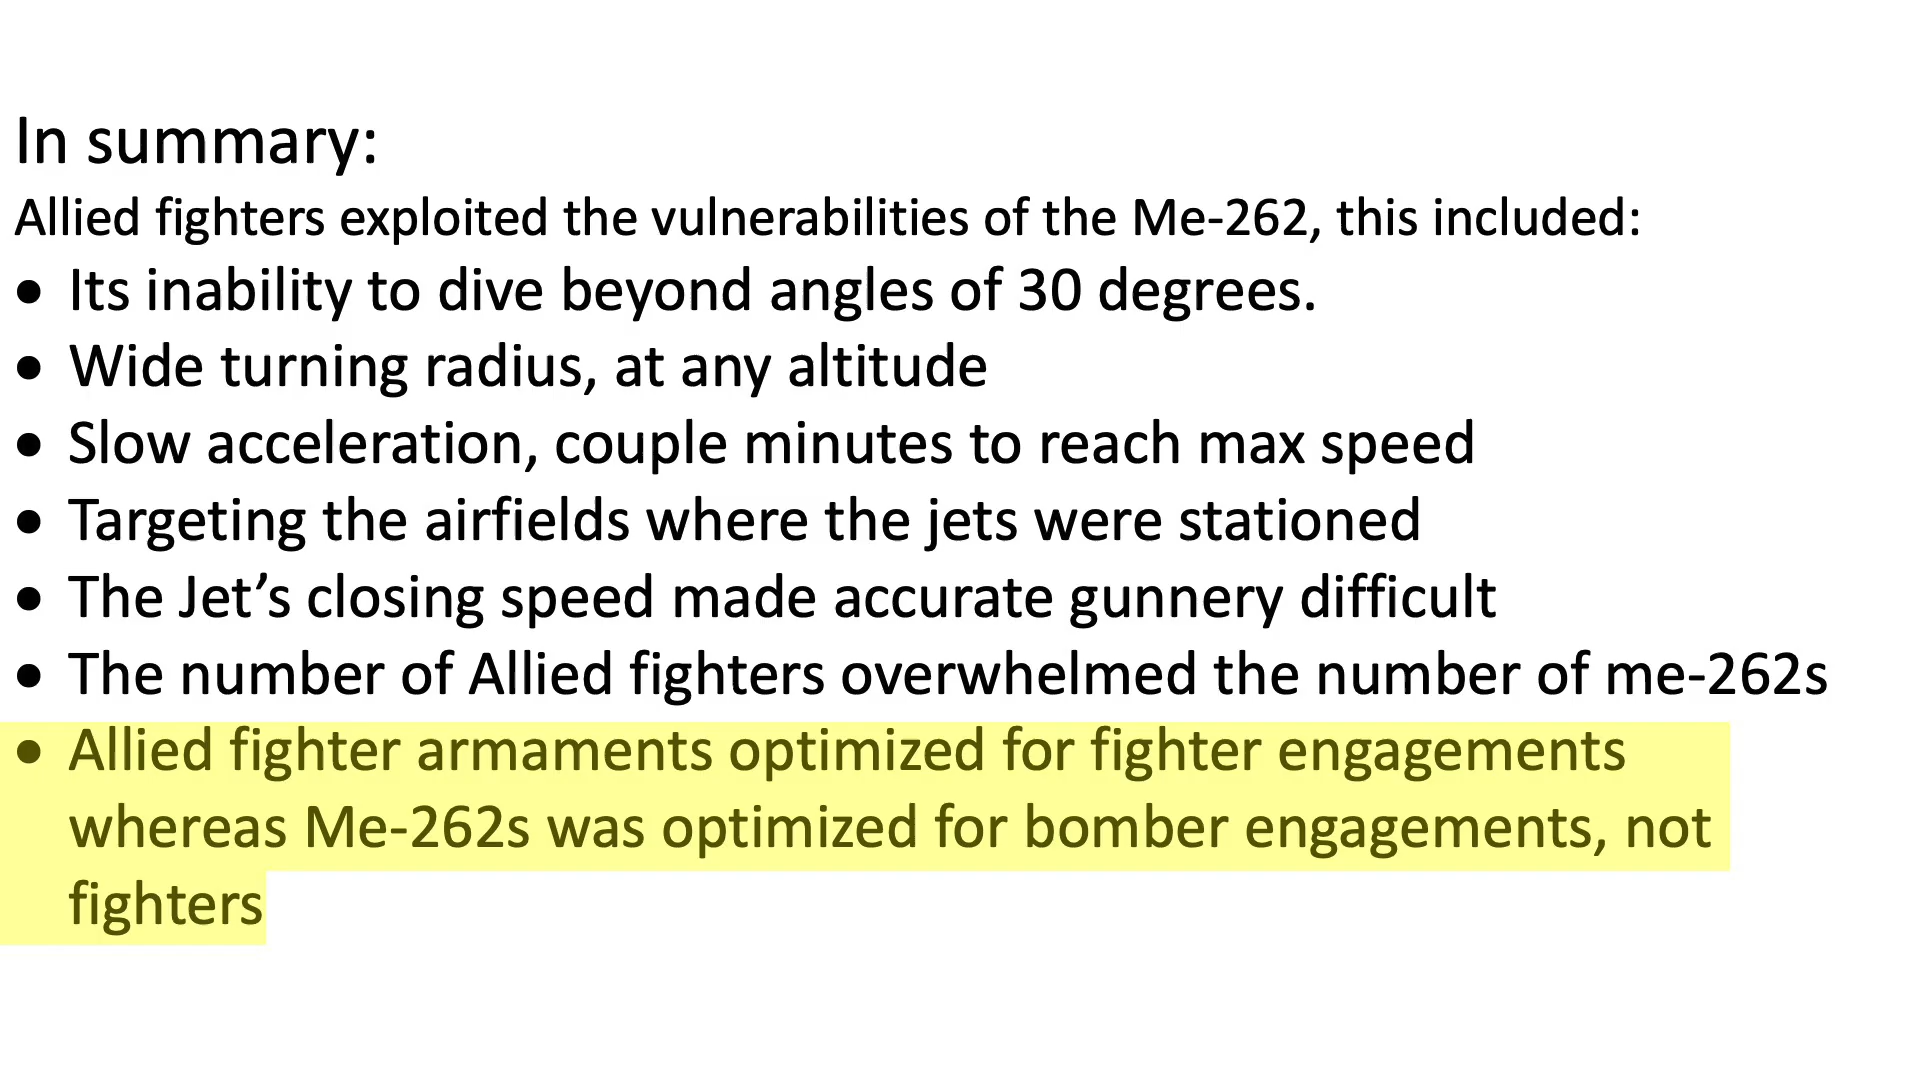 In summary:
Allied fighters exploited the vulnerabilities of the Me-262, this included:
• Its inability to dive beyond angles of 30 degrees.
• Wide turning radius, at any altitude
• Slow acceleration, couple minutes to reach max speed
• Targeting the airfields where the jets were stationed
• The Jet’s closing speed made accurate gunnery difficult
• The number of Allied fighters overwhelmed the number of me-262s
• Allied fighter armaments optimized for fighter engagements
whereas Me-262s was optimized for bomber engagements, not
fighters